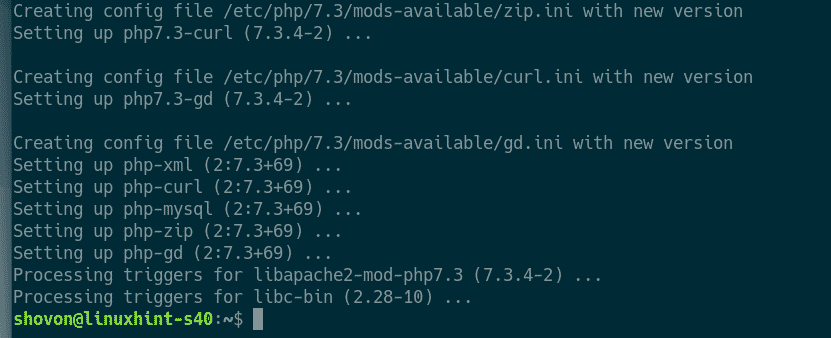 Creating config file /etc/php/7.3/mods-available/zip.ini with new version
Setting up php7.3-curl (7.3.4-2) ...
Creating config file /etc/php/7.3/mods-available/curl.ini with new version
Setting up php7.3-gd (7.3.4-2) ...
Creating config file /etc/php/7.3/mods-available/gd.ini with new version
Setting up php-xml (2:7.3+69) ...
Setting up php-curl (2:7.3+69) ...
Setting up php-mysql (2:7.3+69) ...
Setting up php-zip (2:7.3+69) ...
Setting up php-gd (2:7.3+69) ...
Processing triggers for libapache2-mod-php7.3 (7.3.4-2) ...
Processing triggers for libc-bin (2.28-10) ...
shovon@linuxhint-s40:~$